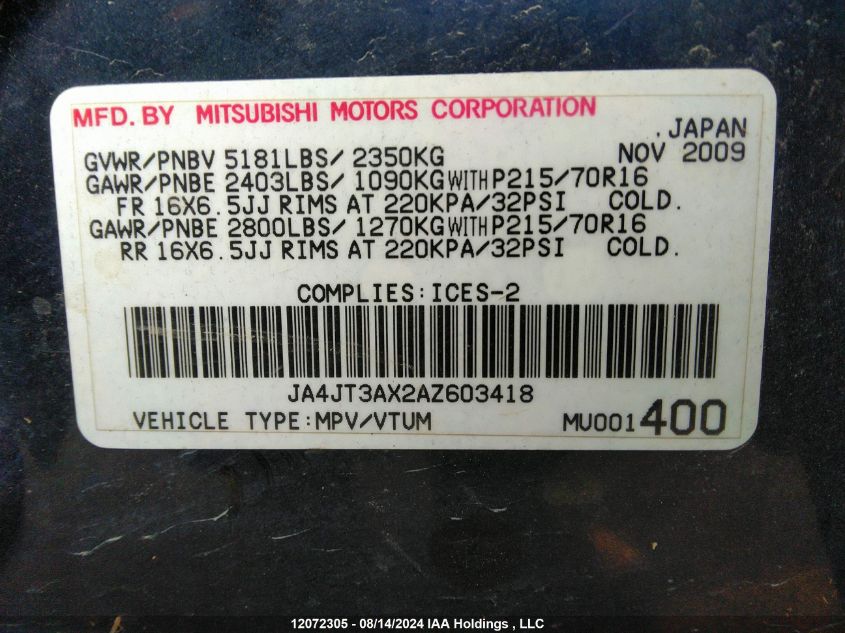 MFD. BY MITSUBISHI MOTORS CORPORATION
. JAPAN
GVWR/PNBV 5181LBS/ 2350KG NOV 2009
GAWR/PNBE 2403LBS/ 1090KG WITH P215/70R16
FR 16X6.5JJ RIMS AT 220KPA/32PSI COLD.
GAWR/PNBE 2800LBS/ 1270KG WITH P215/70R16
RR 16X6.5JJ RIMS AT 220KPA/32PSI COLD.
COMPLIES:ICES-2
JA4JT3AX2AZ603418
VEHICLE TYPE:MPV/VTUM MU001400
12072305 - 08/14/2024 IAA Holdings , LLC